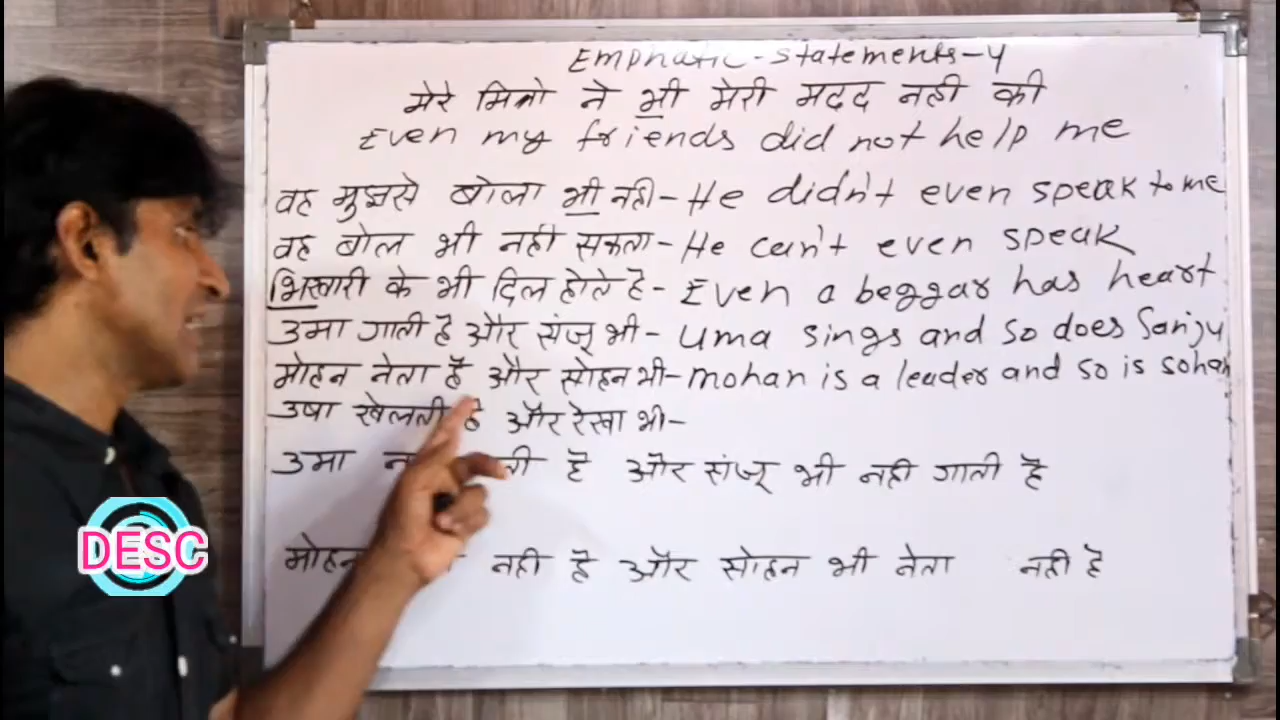 Emphatic-Statements-4
मेरे मित्रो ने भी मेरी मदद नही की
Even my friends did not help me
वह मुझसे बोला भी नही - He didn't even speak to me
वह बोल भी नही सकता - He can't even speak
भिखारी के भी दिल होते है - Even a beggar has heart
उमा गाती है और संजू भी - Uma sings and so does Sanju
मोहन नेता है और सोहन भी - mohan is a leader and so is sohan
उषा खेलती है और रेखा भी -
उमा है और संजू भी नही गाती है
मोहन नही है और सोहन भी नेता नही है
DESC